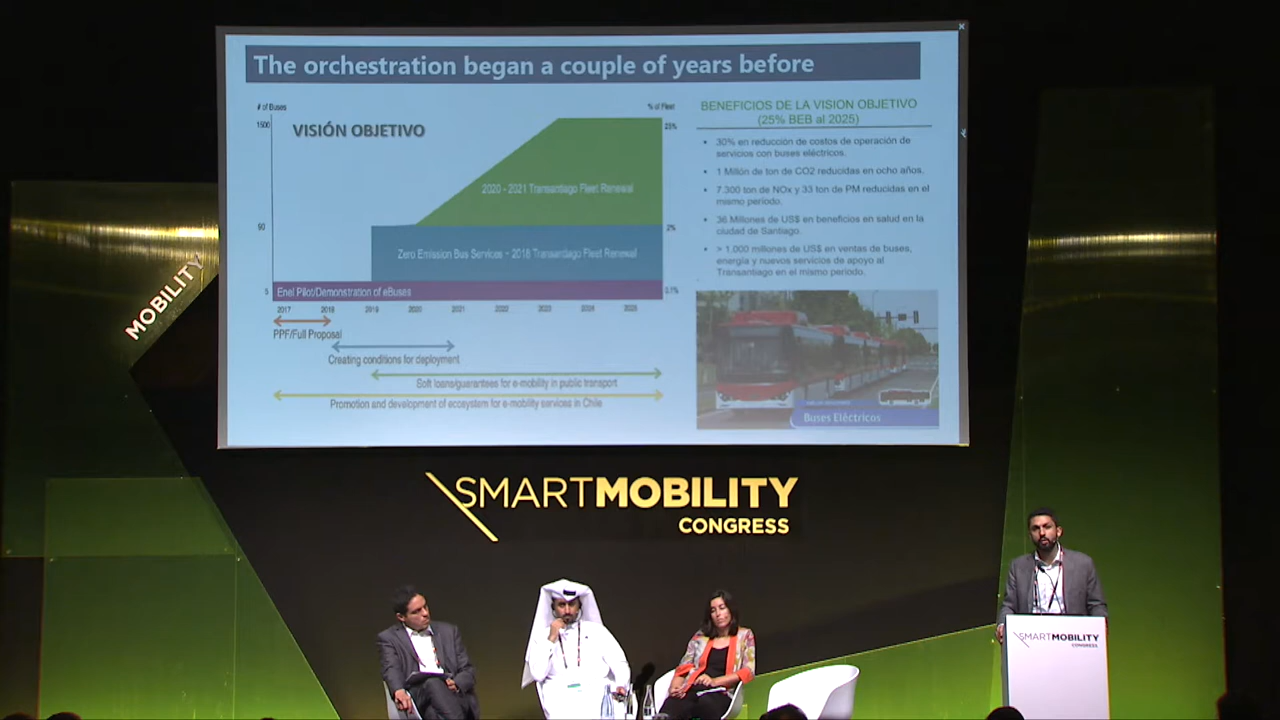 The orchestration began a couple of years before
# of Buses
% of Fleet
1500
VISIÓN OBJETIVO
25%
2020 - 2021 Transantiago Fleet Renewal
90
2%
Zero Emission Bus Services - 2018 Transantiago Fleet Renewal
5
Enel Pilot/Demonstration of eBuses
0.1%
2017 2018 2019 2020 2021 2022 2023 2024 2025
PPF/Full Proposal
Creating conditions for deployment
Soft loans/guarantees for e-mobility in public transport
Promotion and development of ecosystem for e-mobility services in Chile
BENEFICIOS DE LA VISION OBJETIVO
(25% BEB al 2025)
• 30% en reducción de costos de operación de
servicios con buses eléctricos.
• 1 Millón de ton de CO2 reducidas en ocho años.
• 7.300 ton de NOx y 33 ton de PM reducidas en el
mismo período.
• 36 Millones de US$ en beneficios en salud en la
ciudad de Santiago.
• > 1.000 millones de US$ en ventas de buses,
energía y nuevos servicios de apoyo al
Transantiago en el mismo período.
Buses Eléctricos
MOBILITY
SMARTMOBILITY
CONGRESS
SMARTMOBILITY
CONGRESS